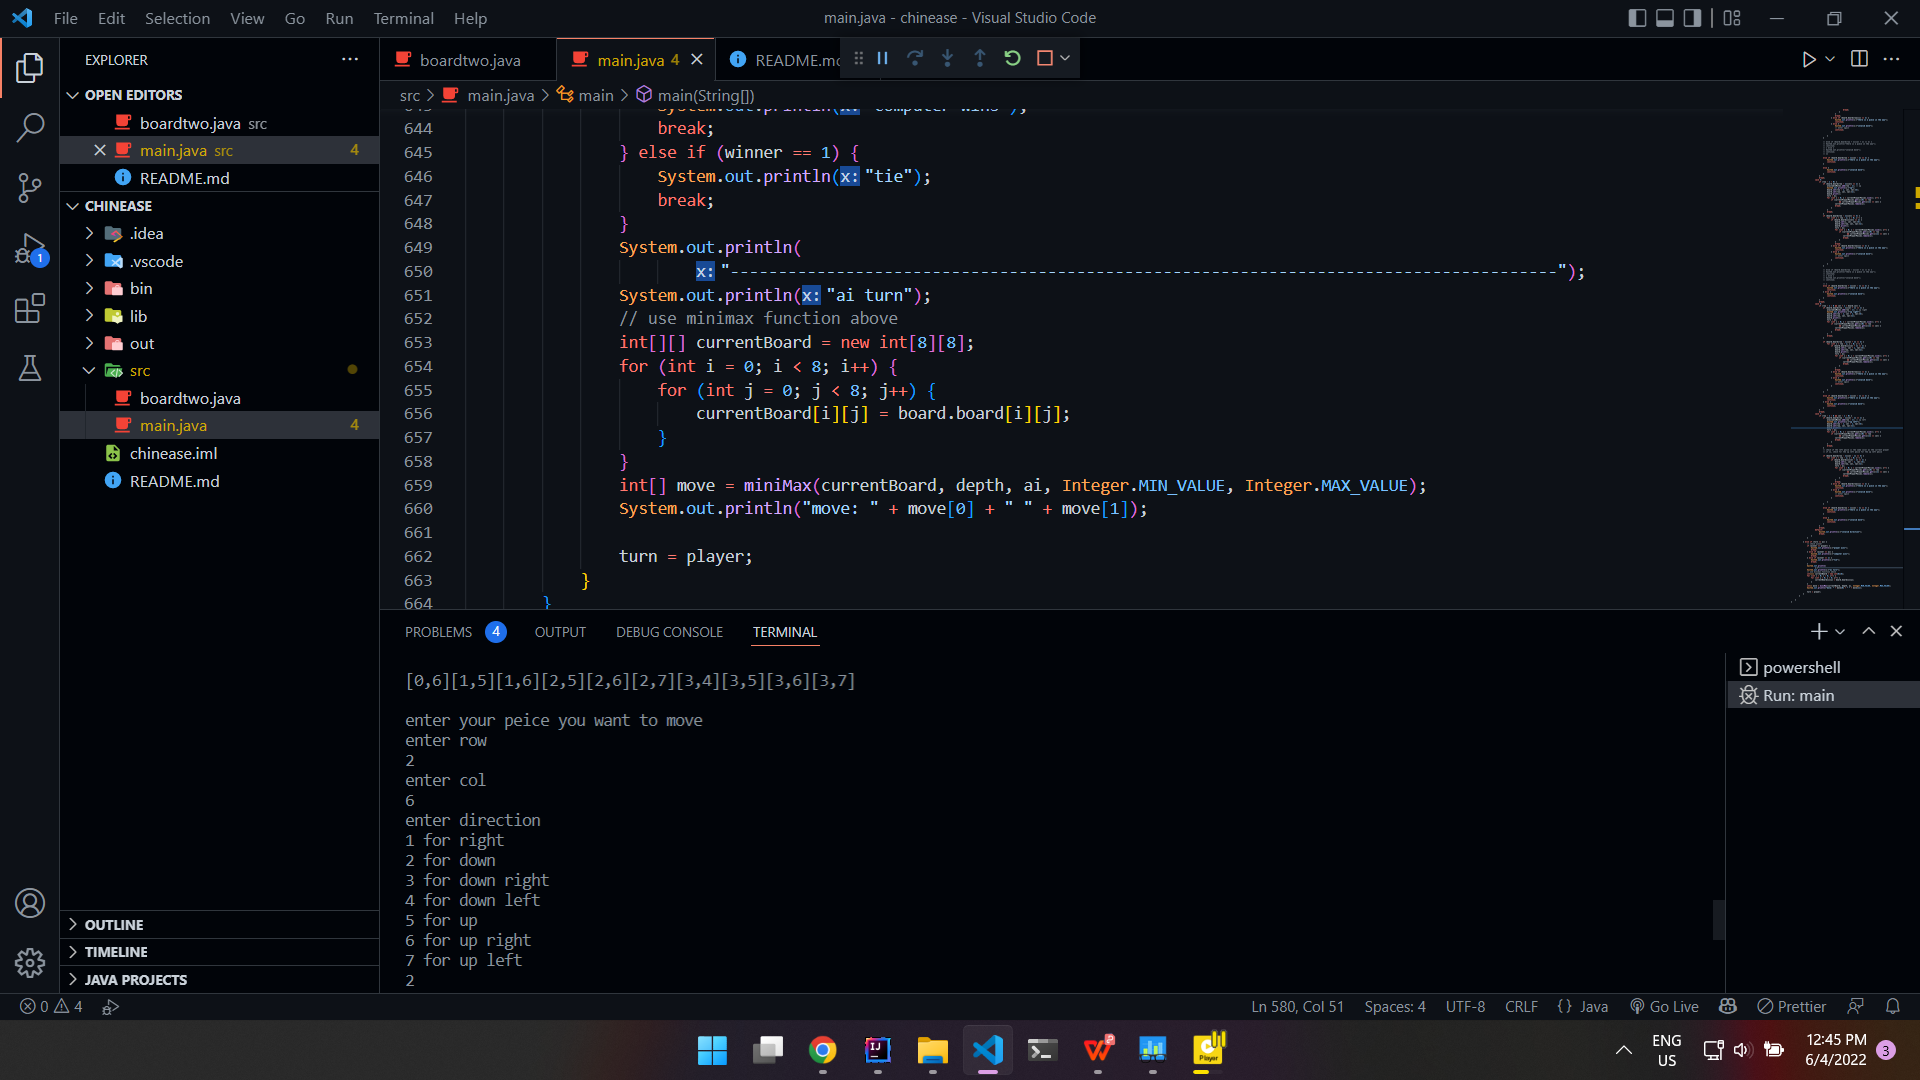 File Edit Selection View Go Run Terminal Help
main.java - chinease - Visual Studio Code
EXPLORER
OPEN EDITORS
boardtwo.java src
main.java src 4
README.md
CHINEASE
.idea
.vscode
bin
lib
out
src
boardtwo.java
main.java 4
chinease.iml
README.md
OUTLINE
TIMELINE
JAVA PROJECTS
boardtwo.java
main.java 4
README.m
src > main.java > main > main(String[])
644 break;
645 } else if (winner == 1) {
646 System.out.println(x: "tie");
647 break;
648 }
649 System.out.println(
650 x: "--------------------------------------------------------------------------------------");
651 System.out.println(x: "ai turn");
652 // use minimax function above
653 int[][] currentBoard = new int[8][8];
654 for (int i = 0; i < 8; i++) {
655 for (int j = 0; j < 8; j++) {
656 currentBoard[i][j] = board.board[i][j];
657 }
658 }
659 int[] move = miniMax(currentBoard, depth, ai, Integer.MIN_VALUE, Integer.MAX_VALUE);
660 System.out.println("move: " + move[0] + " " + move[1]);
661
662 turn = player;
663 }
664 }
PROBLEMS 4 OUTPUT DEBUG CONSOLE TERMINAL
[0,6][1,5][1,6][2,5][2,6][2,7][3,4][3,5][3,6][3,7]
enter your peice you want to move
enter row
2
enter col
6
enter direction
1 for right
2 for down
3 for down right
4 for down left
5 for up
6 for up right
7 for up left
2
powershell
Run: main
1
0 4
Ln 580, Col 51 Spaces: 4 UTF-8 CRLF {} Java Go Live Prettier
ENG
US
12:45 PM
6/4/2022
3